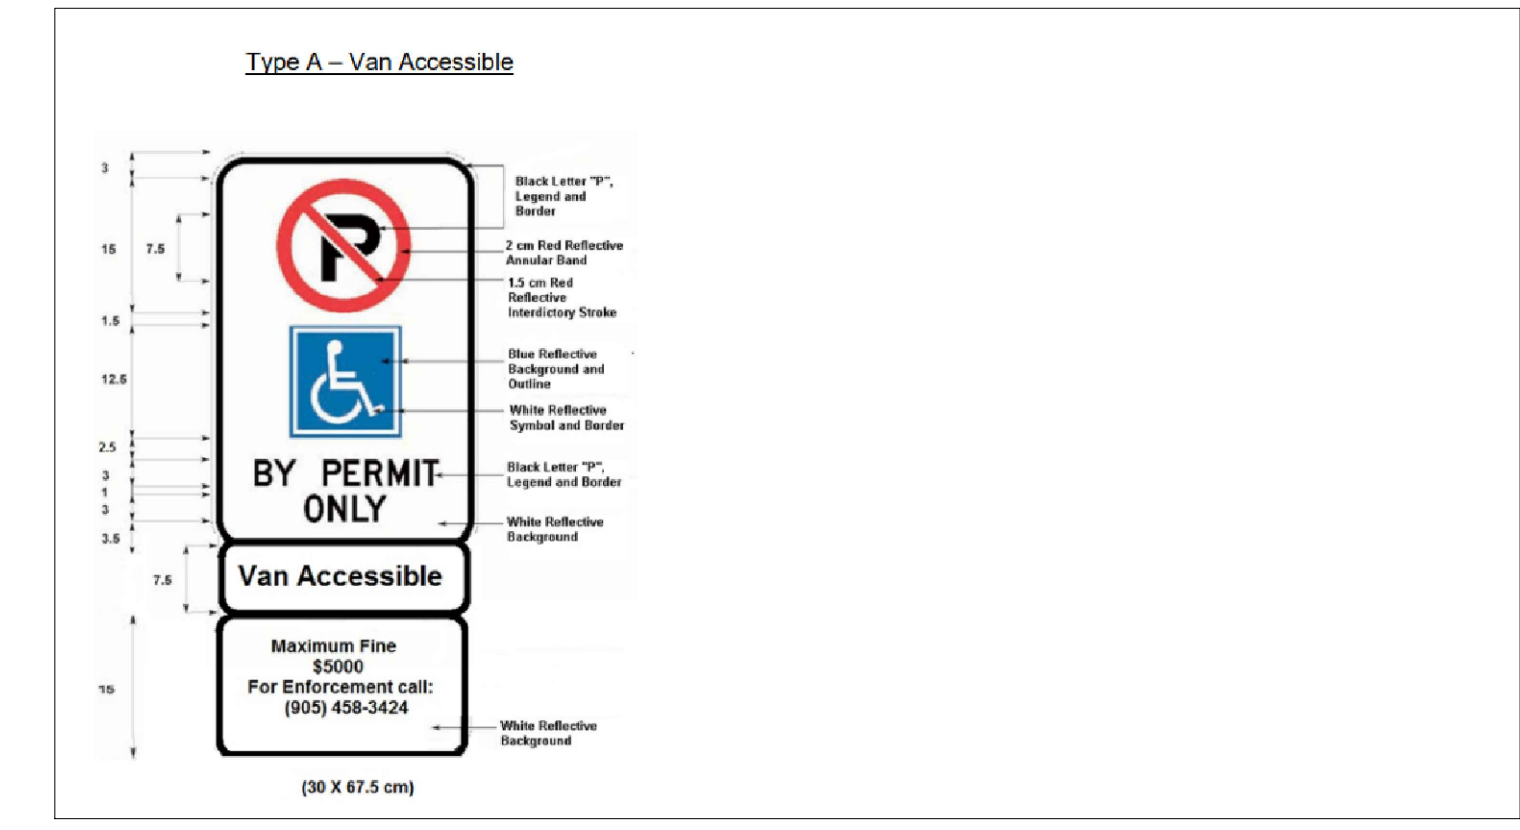 Type A – Van Accessible
3
15
7.5
1.5
12.5
2.5
3
1
3
3.5
7.5
15
P
BY PERMIT
ONLY
Van Accessible
Maximum Fine
$5000
For Enforcement call:
(905) 458-3424
Black Letter "P",
Legend and
Border
2 cm Red Reflective
Annular Band
1.5 cm Red
Reflective
Interdictory Stroke
Blue Reflective
Background and
Outline
White Reflective
Symbol and Border
Black Letter "P",
Legend and Border
White Reflective
Background
White Reflective
Background
(30 X 67.5 cm)